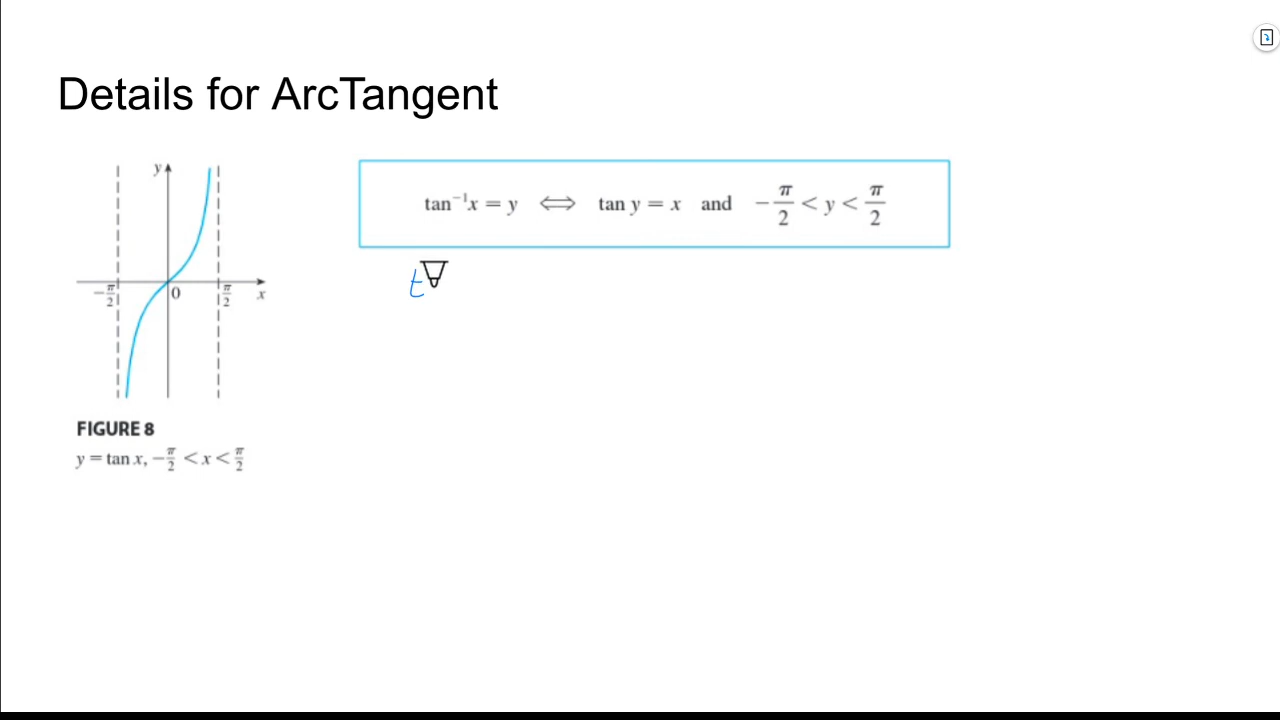 Details for ArcTangent
y
−π/2
0
π/2
x
tan⁻¹x = y ⟺ tan y = x and −π/2 < y < π/2
t
FIGURE 8
y = tan x, −π/2 < x < π/2